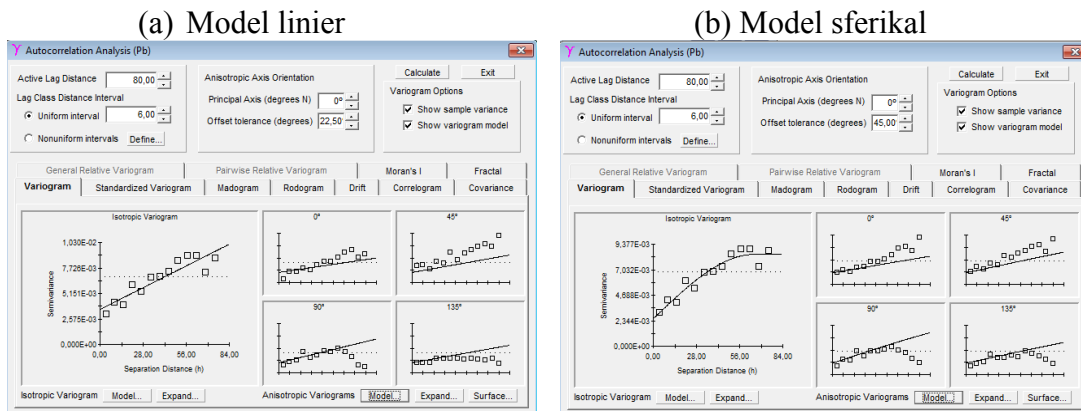 (a) Model linier
Autocorrelation Analysis (Pb)
Active Lag Distance 80,00
Lag Class Distance Interval
Uniform interval 6,00
Nonuniform intervals Define...
Anisotropic Axis Orientation
Principal Axis (degrees N) 0°
Offset tolerance (degrees) 22,50
Calculate Exit
Variogram Options
Show sample variance
Show variogram model
General Relative Variogram Pairwise Relative Variogram Moran's I Fractal
Variogram Standardized Variogram Madogram Rodogram Drift Correlogram Covariance
Isotropic Variogram
1,030E-02
7,726E-03
5,151E-03
2,575E-03
0,000E+00
Semivariance
0,00 28,00 56,00 84,00
Separation Distance (h)
0° 45°
90° 135°
Isotropic Variogram Model... Expand... Anisotropic Variograms Model... Expand... Surface...
(b) Model sferikal
Autocorrelation Analysis (Pb)
Active Lag Distance 80,00
Lag Class Distance Interval
Uniform interval 6,00
Nonuniform intervals Define...
Anisotropic Axis Orientation
Principal Axis (degrees N) 0°
Offset tolerance (degrees) 45,00
Calculate Exit
Variogram Options
Show sample variance
Show variogram model
General Relative Variogram Pairwise Relative Variogram Moran's I Fractal
Variogram Standardized Variogram Madogram Rodogram Drift Correlogram Covariance
Isotropic Variogram
9,377E-03
7,032E-03
4,688E-03
2,344E-03
0,000E+00
Semivariance
0,00 28,00 56,00 84,00
Separation Distance (h)
0° 45°
90° 135°
Isotropic Variogram Model... Expand... Anisotropic Variograms Model... Expand... Surface...